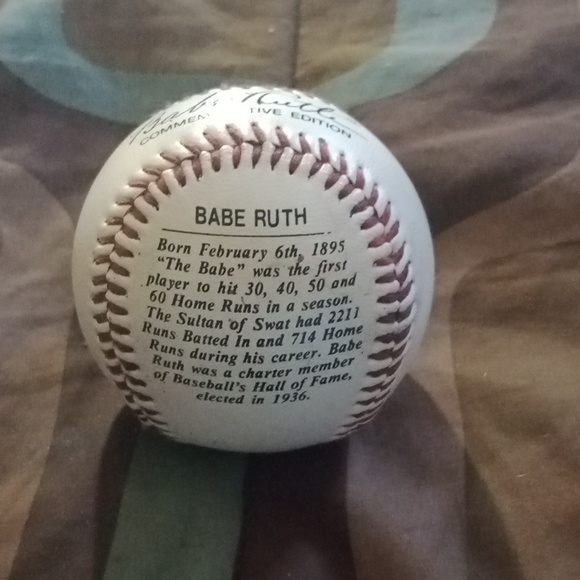 Babe Ruth
COMMEM TIVE EDITION
BABE RUTH
Born February 6th, 1895
"The Babe" was the first
player to hit 30, 40, 50 and
60 Home Runs in a season.
The Sultan of Swat had 2211
Runs Batted In and 714 Home
Runs during his career. Babe
Ruth was a charter member
of Baseball's Hall of Fame,
elected in 1936.